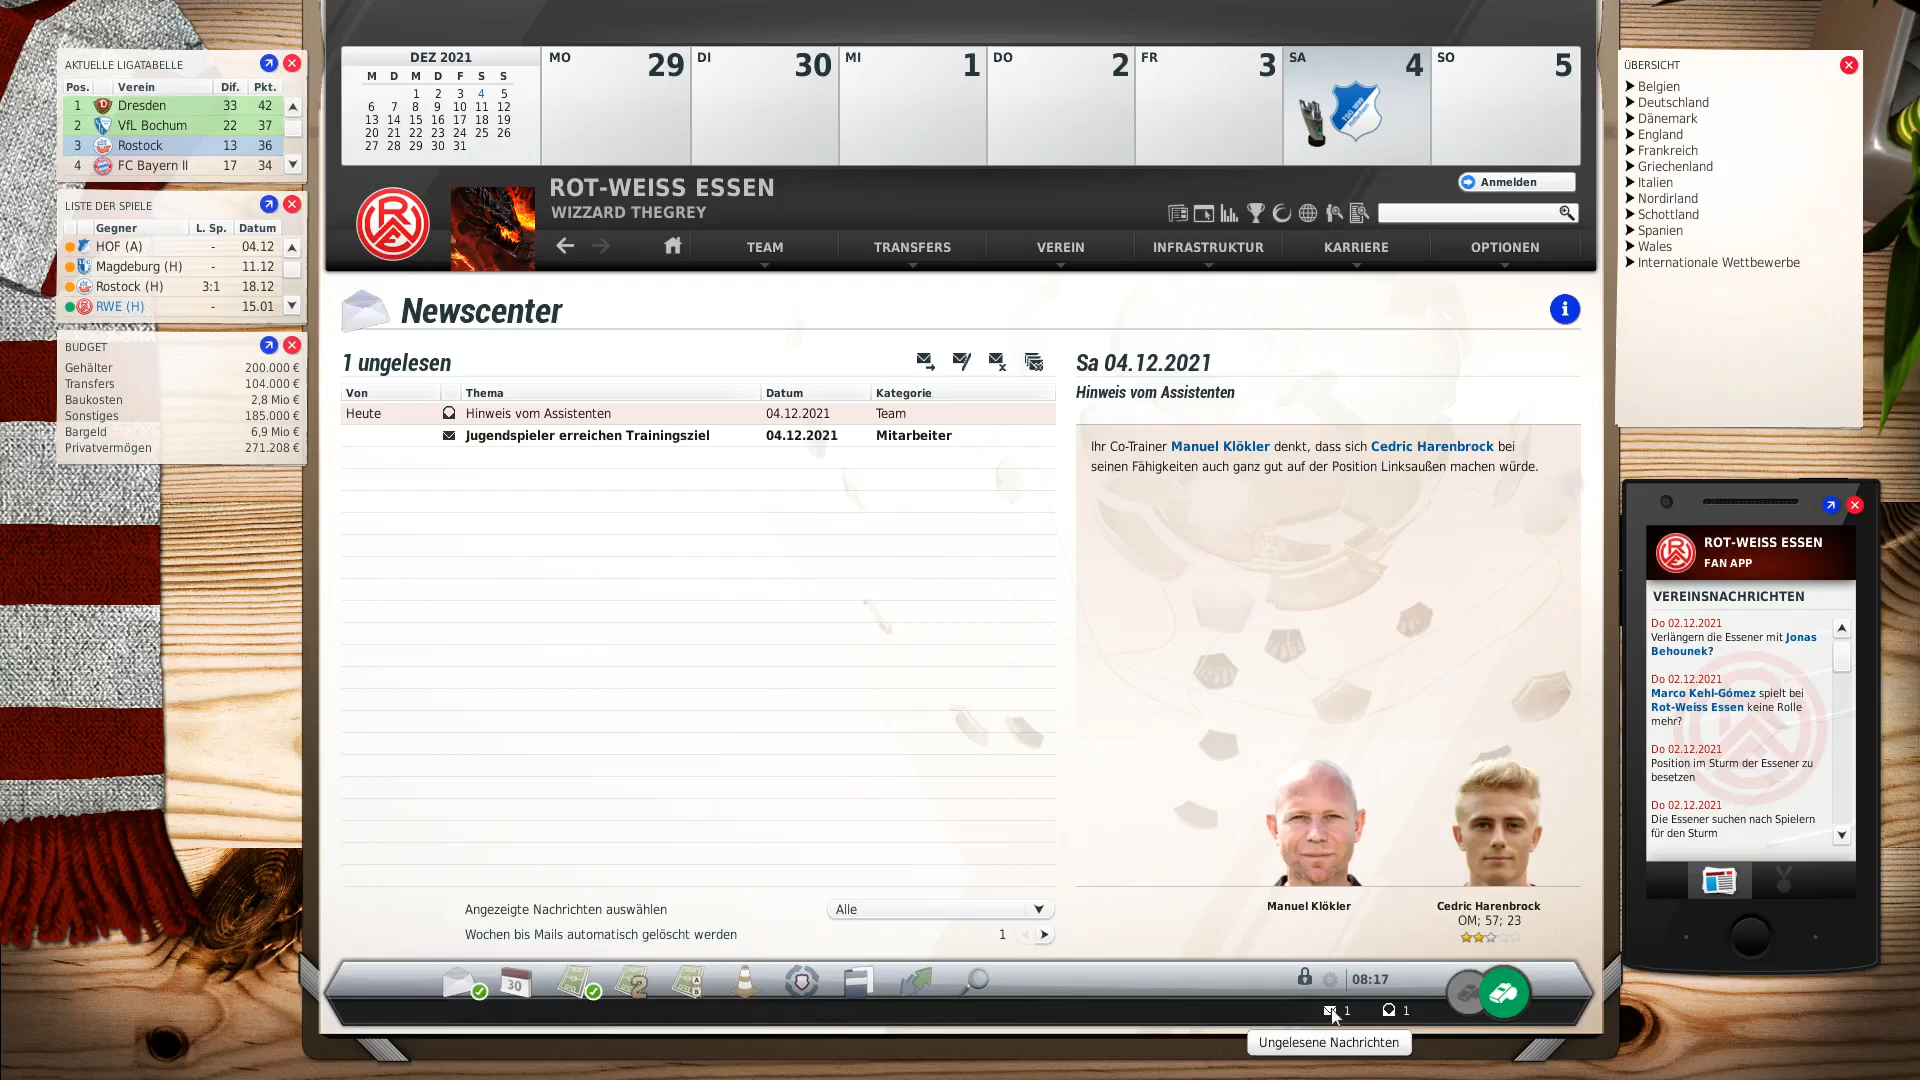 AKTUELLE LIGATABELLE
Pos. Verein Dif. Pkt.
1 Dresden 33 42
2 VfL Bochum 22 37
3 Rostock 13 36
4 FC Bayern II 17 34
LISTE DER SPIELE
Gegner L. Sp. Datum
HOF (A) - 04.12
Magdeburg (H) - 11.12
Rostock (H) 3:1 18.12
RWE (H) - 15.01
BUDGET
Gehälter 200.000 €
Transfers 104.000 €
Baukosten 2,8 Mio €
Sonstiges 185.000 €
Bargeld 6,9 Mio €
Privatvermögen 271.208 €
DEZ 2021
M D M D F S S
1 2 3 4 5
6 7 8 9 10 11 12
13 14 15 16 17 18 19
20 21 22 23 24 25 26
27 28 29 30 31
MO 29
DI 30
MI 1
DO 2
FR 3
SA 4
SO 5
ROT-WEISS ESSEN
WIZZARD THEGREY
Anmelden
TEAM
TRANSFERS
VEREIN
INFRASTRUKTUR
KARRIERE
OPTIONEN
Newscenter
1 ungelesen
Von Thema Datum Kategorie
Heute Hinweis vom Assistenten 04.12.2021 Team
Jugendspieler erreichen Trainingsziel 04.12.2021 Mitarbeiter
Angezeigte Nachrichten auswählen Alle
Wochen bis Mails automatisch gelöscht werden 1
Sa 04.12.2021
Hinweis vom Assistenten
Ihr Co-Trainer Manuel Klökler denkt, dass sich Cedric Harenbrock bei
seinen Fähigkeiten auch ganz gut auf der Position Linksaußen machen würde.
Manuel Klökler
Cedric Harenbrock
OM; 57; 23
30
2
08:17
1 1
Ungelesene Nachrichten
ÜBERSICHT
Belgien
Deutschland
Dänemark
England
Frankreich
Griechenland
Italien
Nordirland
Schottland
Spanien
Wales
Internationale Wettbewerbe
ROT-WEISS ESSEN
FAN APP
VEREINSNACHRICHTEN
Do 02.12.2021
Verlängern die Essener mit Jonas
Behounek?
Do 02.12.2021
Marco Kehl-Gómez spielt bei
Rot-Weiss Essen keine Rolle
mehr?
Do 02.12.2021
Position im Sturm der Essener zu
besetzen
Do 02.12.2021
Die Essener suchen nach Spielern
für den Sturm